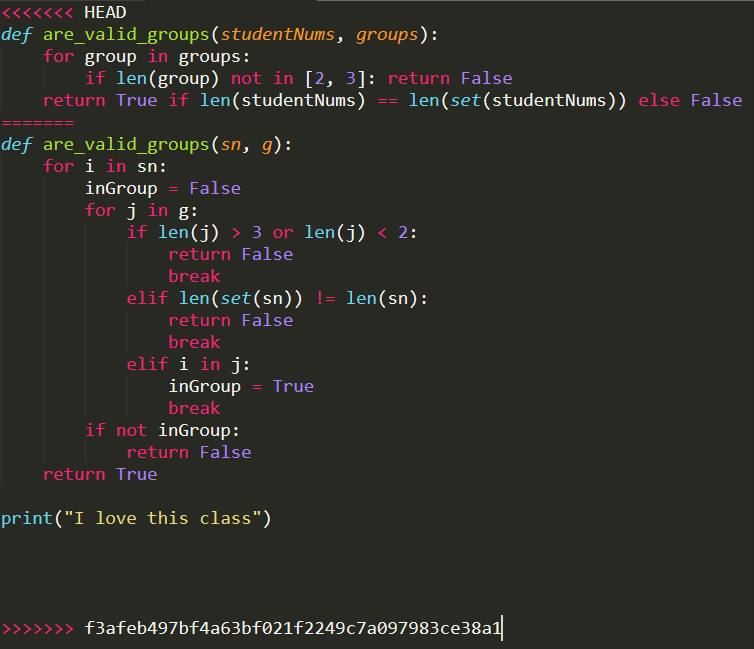 <<<<<<< HEAD
def are_valid_groups(studentNums, groups):
    for group in groups:
        if len(group) not in [2, 3]: return False
    return True if len(studentNums) == len(set(studentNums)) else False
=======
def are_valid_groups(sn, g):
    for i in sn:
        inGroup = False
        for j in g:
            if len(j) > 3 or len(j) < 2:
                return False
                break
            elif len(set(sn)) != len(sn):
                return False
                break
            elif i in j:
                inGroup = True
                break
        if not inGroup:
            return False
    return True

print("I love this class")

>>>>>>> f3afeb497bf4a63bf021f2249c7a097983ce38a1